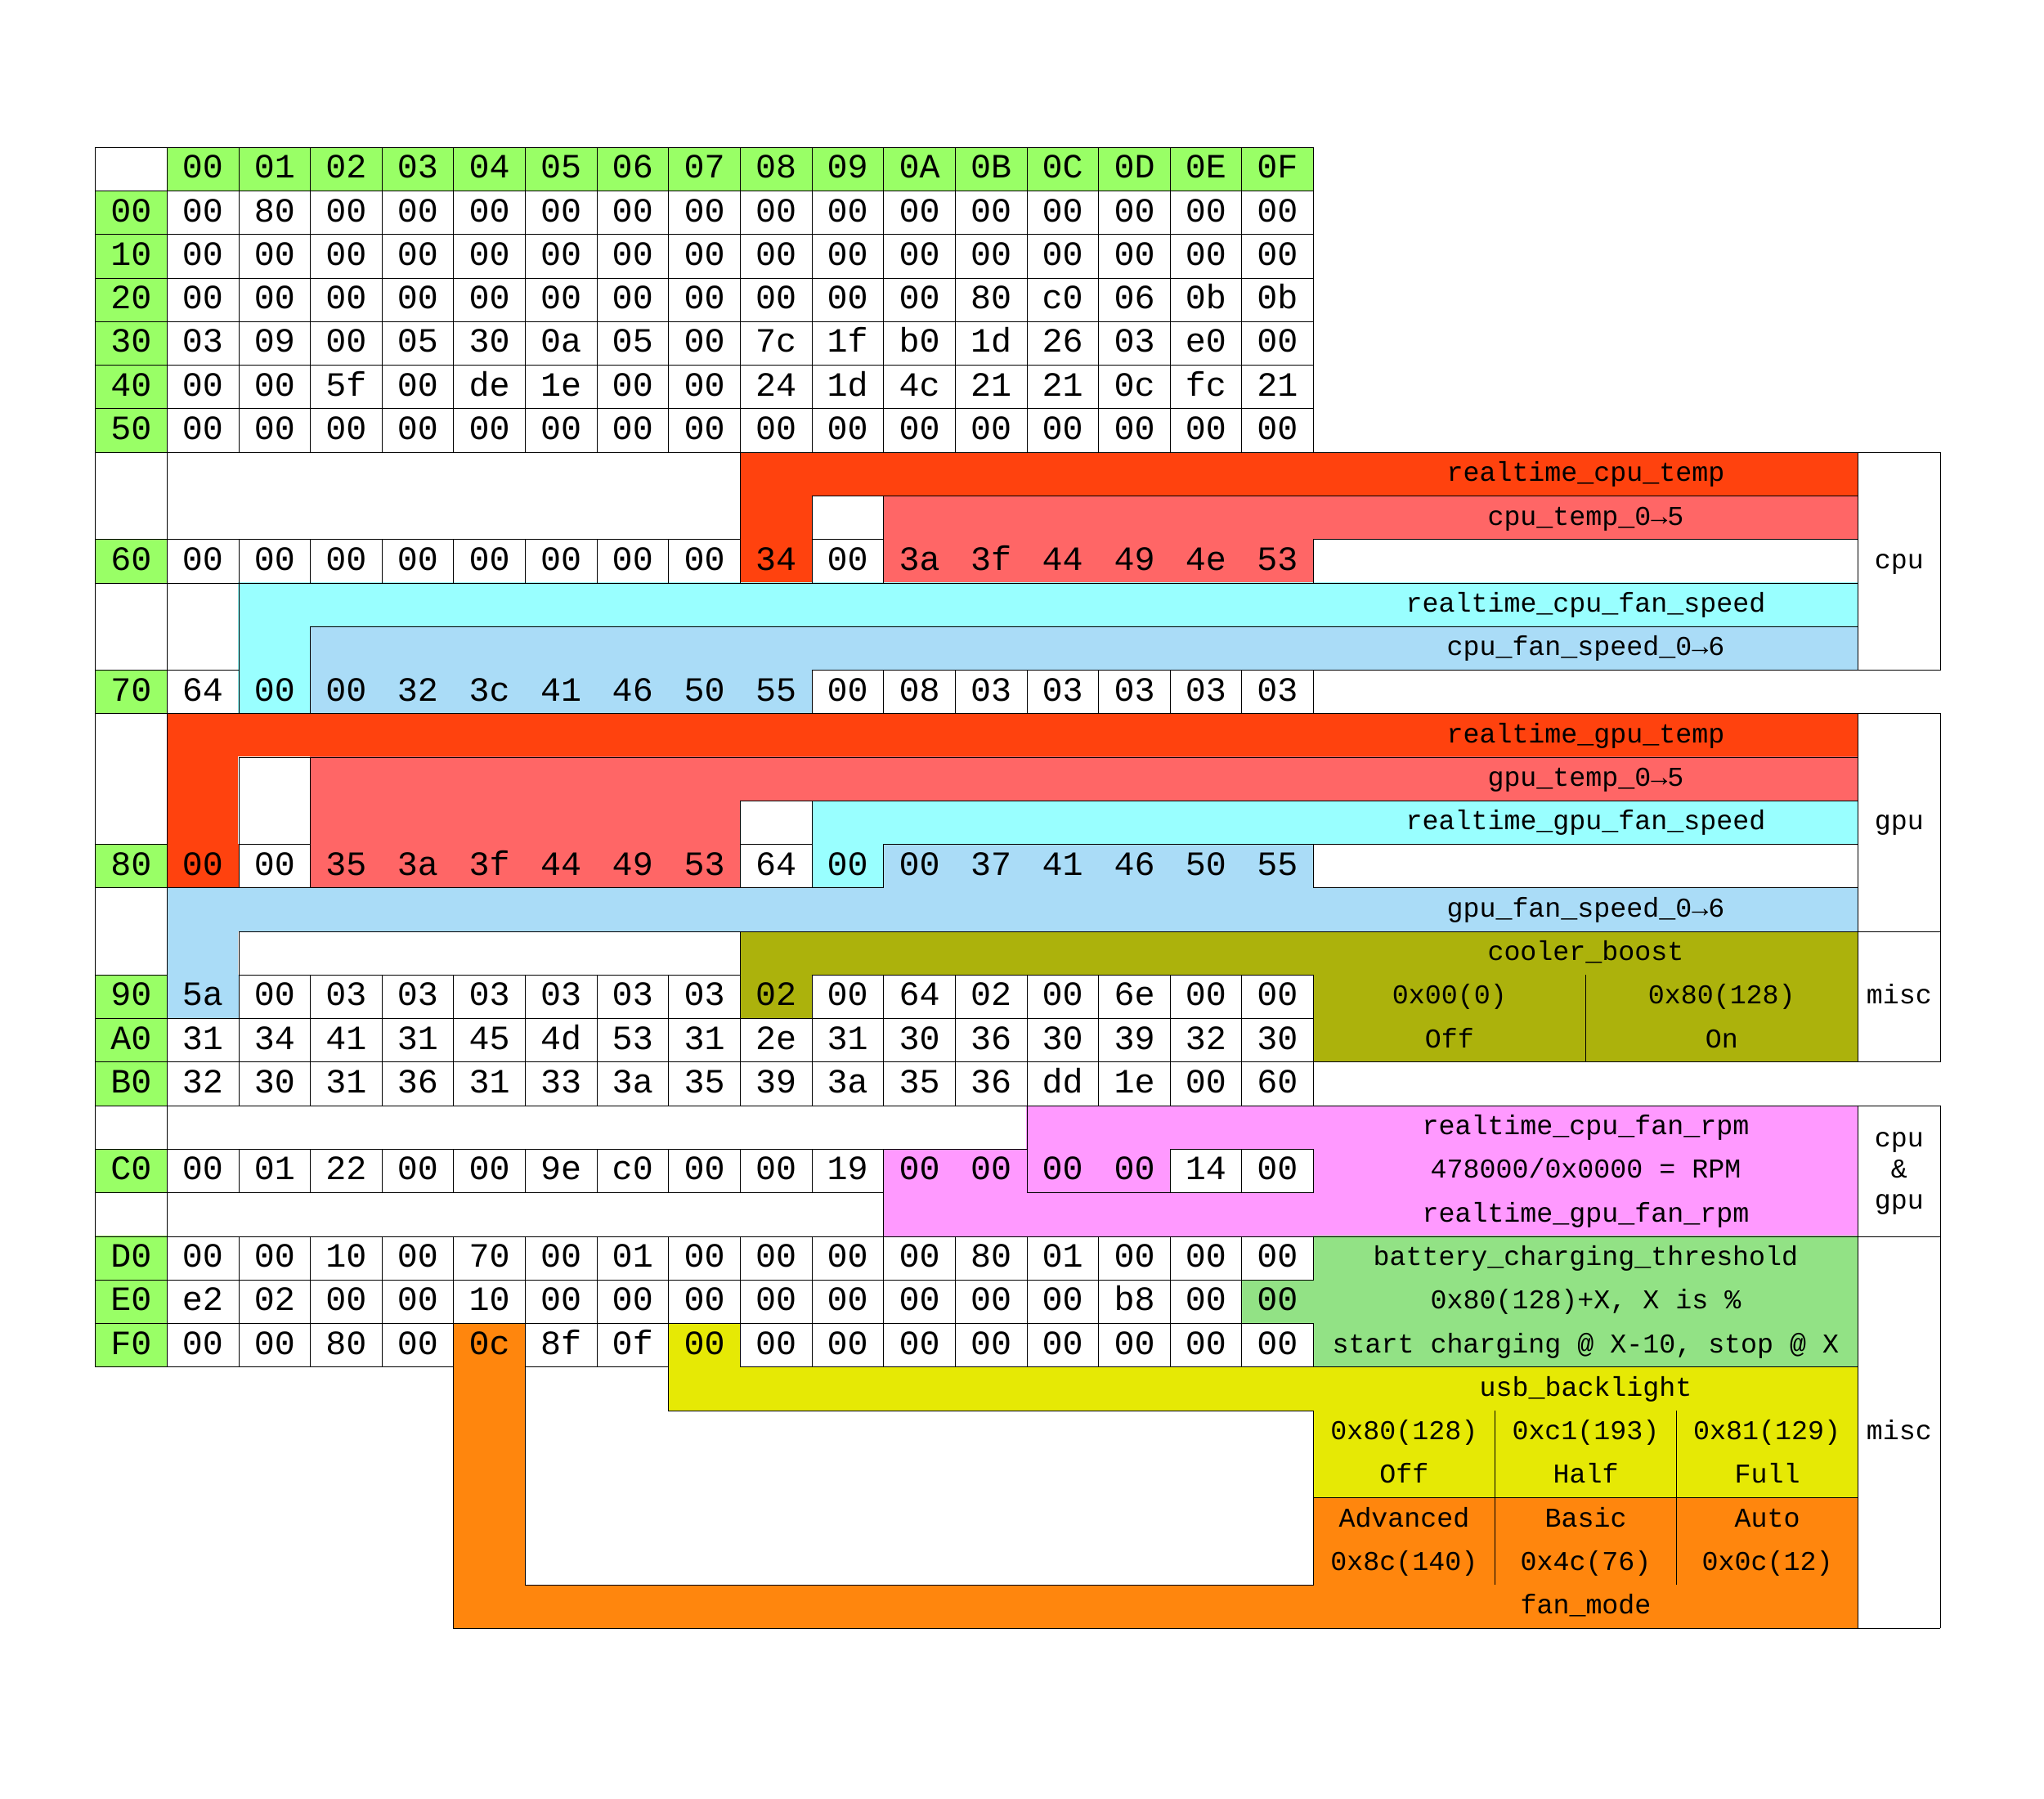 00 01 02 03 04 05 06 07 08 09 0A 0B 0C 0D 0E 0F
00 00 80 00 00 00 00 00 00 00 00 00 00 00 00 00 00
10 00 00 00 00 00 00 00 00 00 00 00 00 00 00 00 00
20 00 00 00 00 00 00 00 00 00 00 00 80 c0 06 0b 0b
30 03 09 00 05 30 0a 05 00 7c 1f b0 1d 26 03 e0 00
40 00 00 5f 00 de 1e 00 00 24 1d 4c 21 21 0c fc 21
50 00 00 00 00 00 00 00 00 00 00 00 00 00 00 00 00
realtime_cpu_temp
cpu_temp_0→5
60 00 00 00 00 00 00 00 00 34 00 3a 3f 44 49 4e 53 cpu
realtime_cpu_fan_speed
cpu_fan_speed_0→6
70 64 00 00 32 3c 41 46 50 55 00 08 03 03 03 03 03
realtime_gpu_temp
gpu_temp_0→5
realtime_gpu_fan_speed gpu
80 00 00 35 3a 3f 44 49 53 64 00 00 37 41 46 50 55
gpu_fan_speed_0→6
cooler_boost
90 5a 00 03 03 03 03 03 03 02 00 64 02 00 6e 00 00 0x00(0) 0x80(128) misc
A0 31 34 41 31 45 4d 53 31 2e 31 30 36 30 39 32 30 Off On
B0 32 30 31 36 31 33 3a 35 39 3a 35 36 dd 1e 00 60
realtime_cpu_fan_rpm cpu
C0 00 01 22 00 00 9e c0 00 00 19 00 00 00 00 14 00 478000/0x0000 = RPM &
realtime_gpu_fan_rpm gpu
D0 00 00 10 00 70 00 01 00 00 00 00 80 01 00 00 00 battery_charging_threshold
E0 e2 02 00 00 10 00 00 00 00 00 00 00 00 b8 00 00 0x80(128)+X, X is %
F0 00 00 80 00 0c 8f 0f 00 00 00 00 00 00 00 00 00 start charging @ X-10, stop @ X
usb_backlight
0x80(128) 0xc1(193) 0x81(129) misc
Off Half Full
Advanced Basic Auto
0x8c(140) 0x4c(76) 0x0c(12)
fan_mode